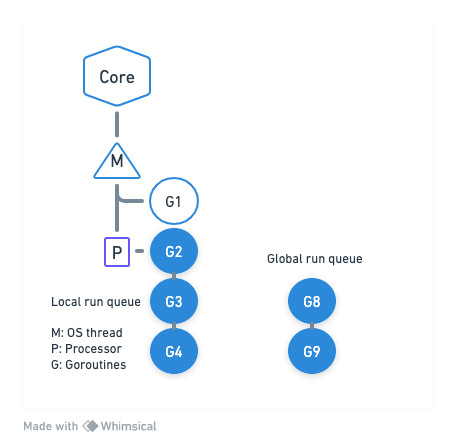 Core
M
G1
P
G2
Global run queue
Local run queue
G3
G8
M: OS thread
P: Processor
G: Goroutines
G4
G9
Made with Whimsical